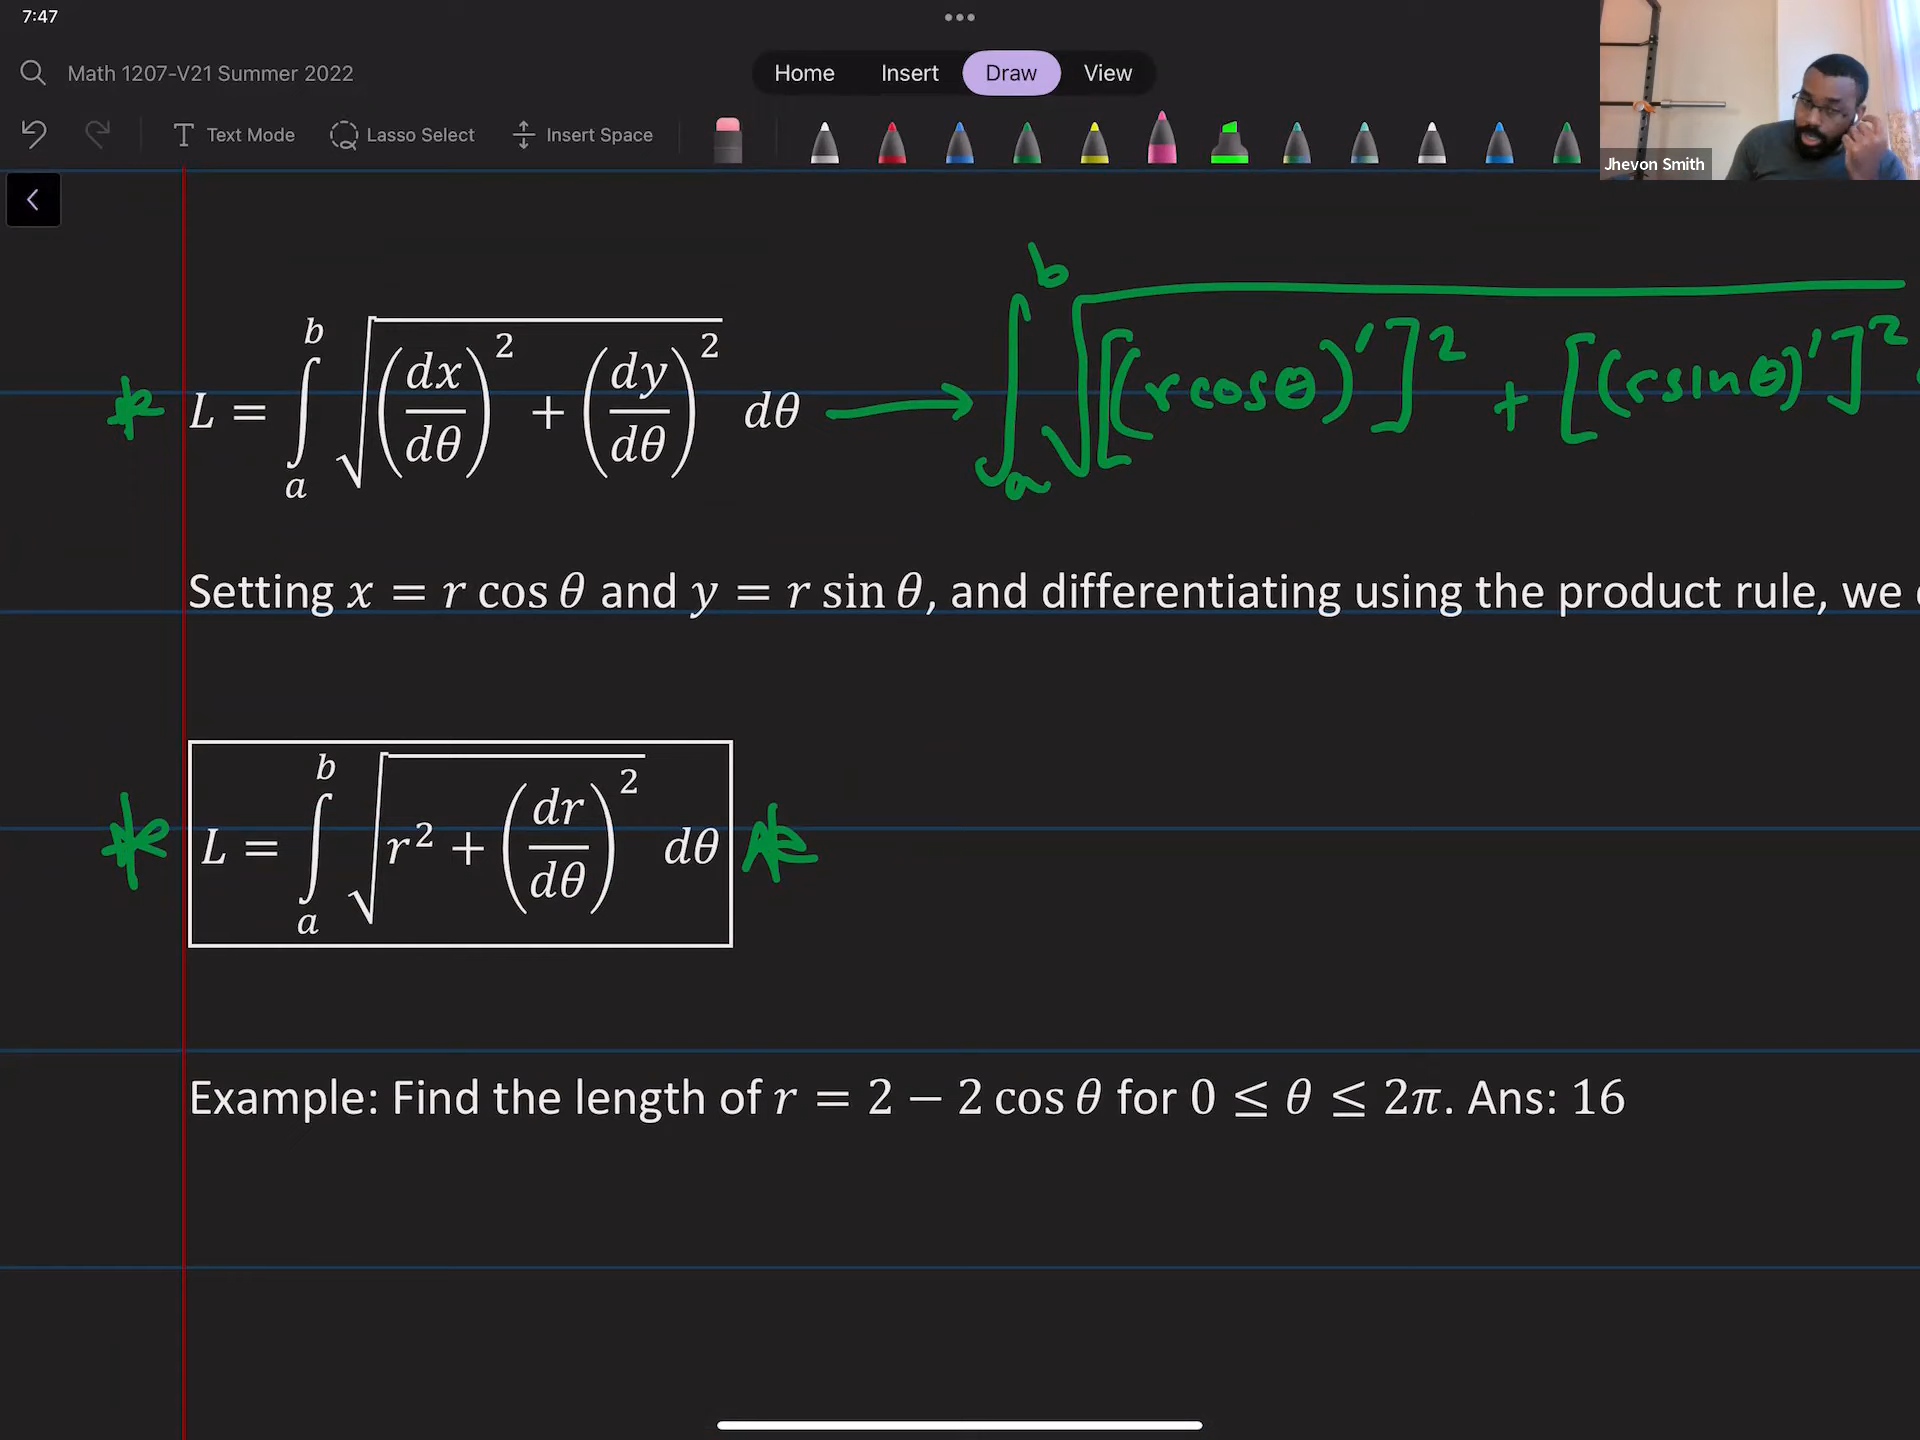 7:47
Math 1207-V21 Summer 2022
Home Insert Draw View
Text Mode Lasso Select Insert Space
Jhevon Smith
* L = ∫_a^b √((dx/dθ)^2 + (dy/dθ)^2) dθ → ∫_a^b √([(r cosθ)']^2 + [(r sinθ)']^2
Setting x = r cos θ and y = r sin θ, and differentiating using the product rule, we
* L = ∫_a^b √(r^2 + (dr/dθ)^2) dθ *
Example: Find the length of r = 2 − 2 cos θ for 0 ≤ θ ≤ 2π. Ans: 16